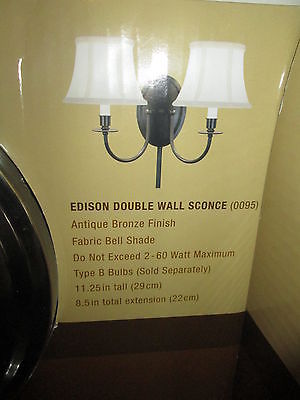 EDISON DOUBLE WALL SCONCE (0095)
Antique Bronze Finish
Fabric Bell Shade
Do Not Exceed 2-60 Watt Maximum
Type B Bulbs (Sold Separately)
11.25in tall (29cm)
8.5in total extension (22cm)